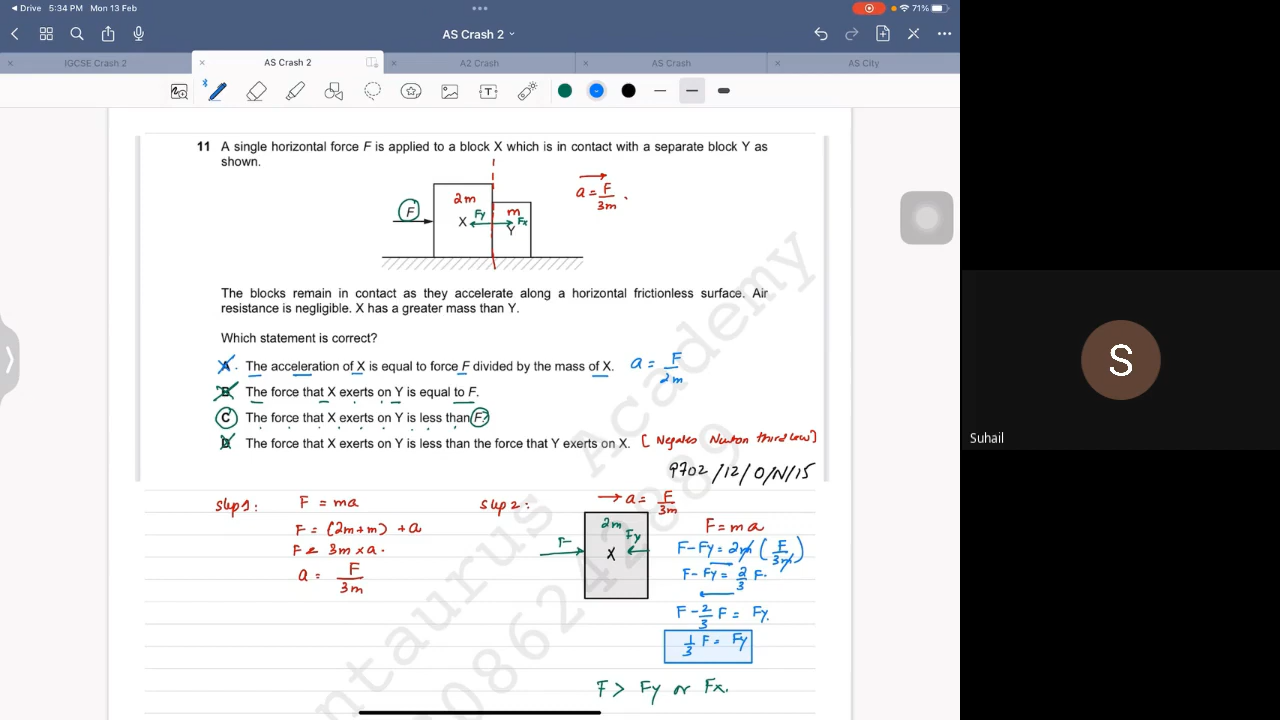 Drive 5:34 PM Mon 13 Feb
71%
AS Crash 2
IGCSE Crash 2
AS Crash 2
A2 Crash
AS Crash
AS City
11 A single horizontal force F is applied to a block X which is in contact with a separate block Y as
shown.
a = F/3m
F
2m
X
Fy
m
Fx
Y
The blocks remain in contact as they accelerate along a horizontal frictionless surface. Air
resistance is negligible. X has a greater mass than Y.
Which statement is correct?
A The acceleration of X is equal to force F divided by the mass of X. a = F/2m
B The force that X exerts on Y is equal to F.
C The force that X exerts on Y is less than F.
D The force that X exerts on Y is less than the force that Y exerts on X. [Negates Newton third law]
9702/12/O/N/15
step1: F = ma
F = (2m+m) + a
F = 3m × a.
a = F/3m
step2:
a = F/3m
2m
F
X
Fy
F = ma
F - Fy = 2m (F/3m)
F - Fy = 2/3 F.
F - 2/3 F = Fy.
1/3 F = Fy
F > Fy or Fx.
S
Suhail
ntaurus Academy
086242889